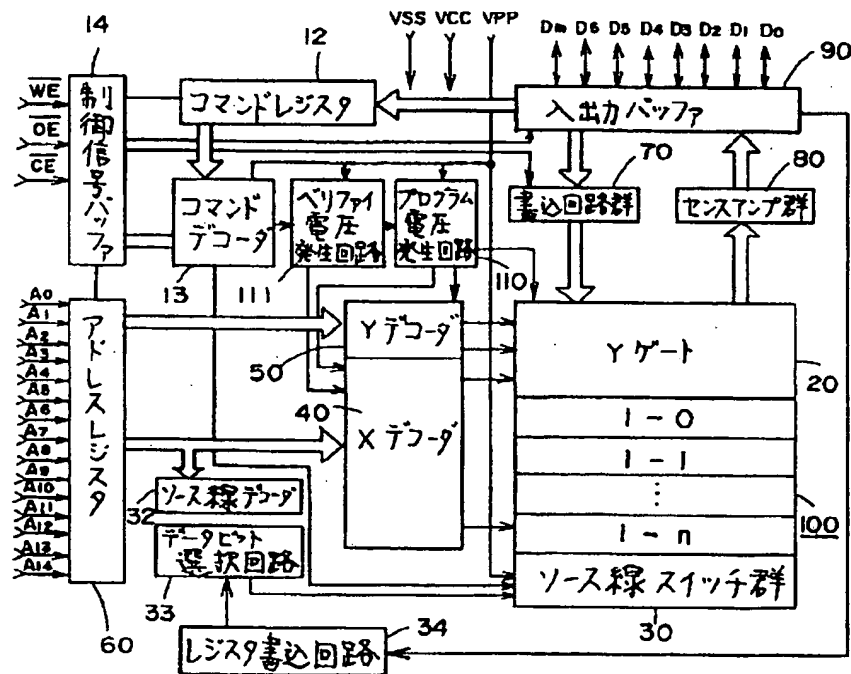 VSS VCC VPP
Dm D6 D5 D4 D3 D2 D1 D0
14
12
90
WE
OE
CE
制御信号バッファ
コマンドレジスタ
入出力バッファ
70
80
コマンド
デコーダ
ベリファイ
電圧
発生回路
プログラム
電圧
発生回路
書込回路群
センスアンプ群
13
111
110
A0
A1
A2
A3
A4
A5
A6
A7
A8
A9
A10
A11
A12
A13
A14
アドレスレジスタ
Yデコーダ
50
40
Xデコーダ
Yゲート
20
1-0
1-1
⋮
1-n
100
32
ソース線デコーダ
データビット
選択回路
33
ソース線スイッチ群
30
60
34
レジスタ書込回路